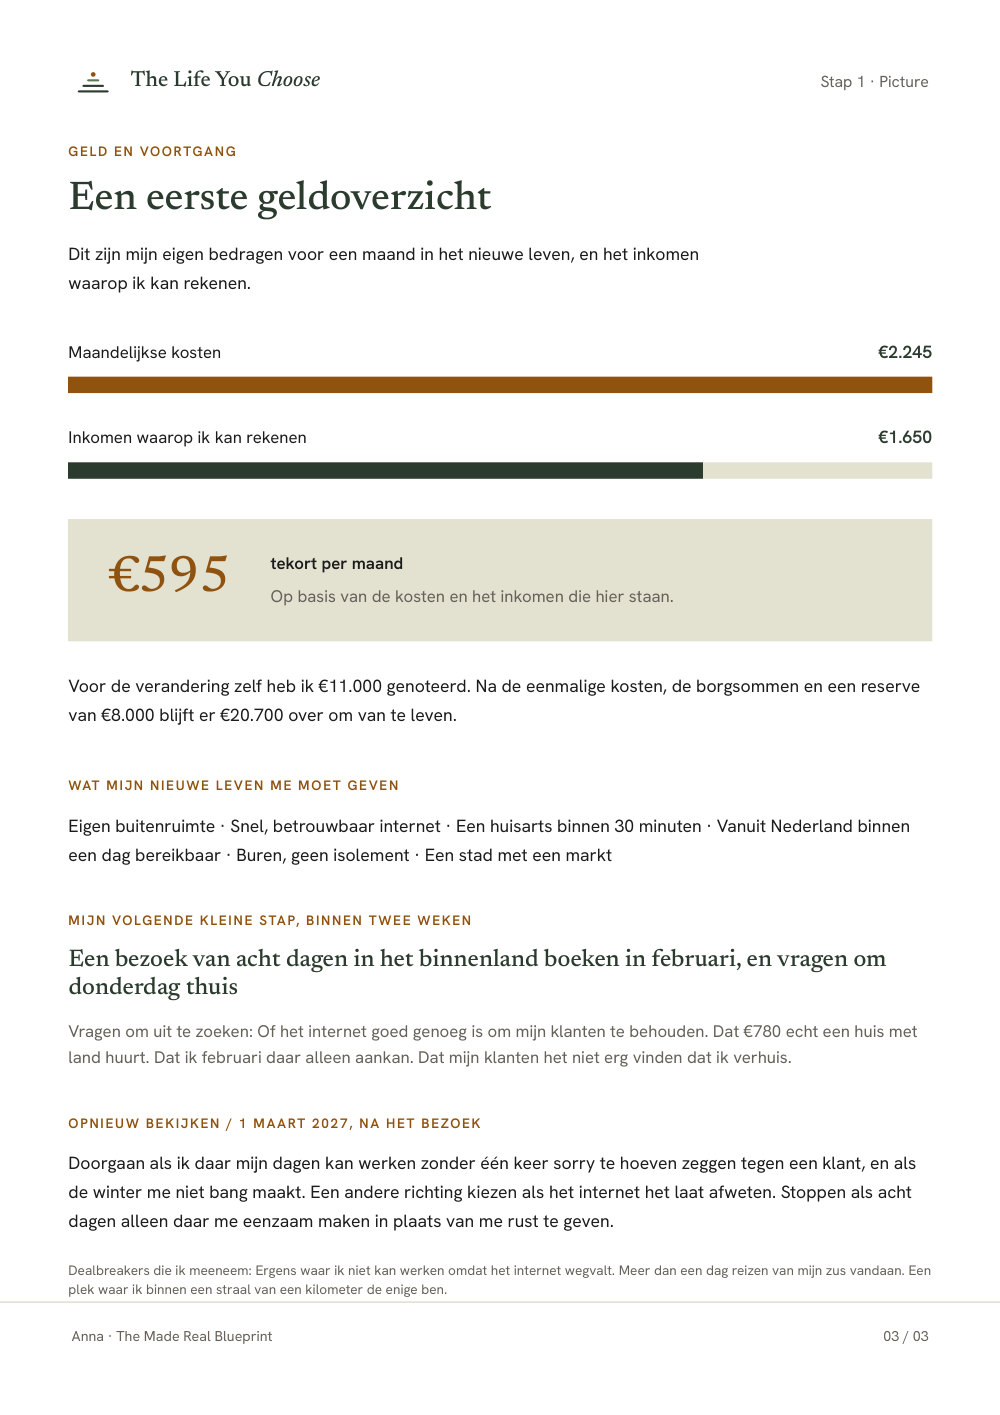 The Life You Choose
Stap 1 · Picture
GELD EN VOORTGANG
Een eerste geldoverzicht
Dit zijn mijn eigen bedragen voor een maand in het nieuwe leven, en het inkomen
waarop ik kan rekenen.
Maandelijkse kosten
€2.245
Inkomen waarop ik kan rekenen
€1.650
€595
tekort per maand
Op basis van de kosten en het inkomen die hier staan.
Voor de verandering zelf heb ik €11.000 genoteerd. Na de eenmalige kosten, de borgsommen en een reserve
van €8.000 blijft er €20.700 over om van te leven.
WAT MIJN NIEUWE LEVEN ME MOET GEVEN
Eigen buitenruimte · Snel, betrouwbaar internet · Een huisarts binnen 30 minuten · Vanuit Nederland binnen
een dag bereikbaar · Buren, geen isolement · Een stad met een markt
MIJN VOLGENDE KLEINE STAP, BINNEN TWEE WEKEN
Een bezoek van acht dagen in het binnenland boeken in februari, en vragen om
donderdag thuis
Vragen om uit te zoeken: Of het internet goed genoeg is om mijn klanten te behouden. Dat €780 echt een huis met
land huurt. Dat ik februari daar alleen aankan. Dat mijn klanten het niet erg vinden dat ik verhuis.
OPNIEUW BEKIJKEN / 1 MAART 2027, NA HET BEZOEK
Doorgaan als ik daar mijn dagen kan werken zonder één keer sorry te hoeven zeggen tegen een klant, en als
de winter me niet bang maakt. Een andere richting kiezen als het internet het laat afweten. Stoppen als acht
dagen alleen daar me eenzaam maken in plaats van me rust te geven.
Dealbreakers die ik meeneem: Ergens waar ik niet kan werken omdat het internet wegvalt. Meer dan een dag reizen van mijn zus vandaan. Een
plek waar ik binnen een straal van een kilometer de enige ben.
Anna · The Made Real Blueprint
03 / 03